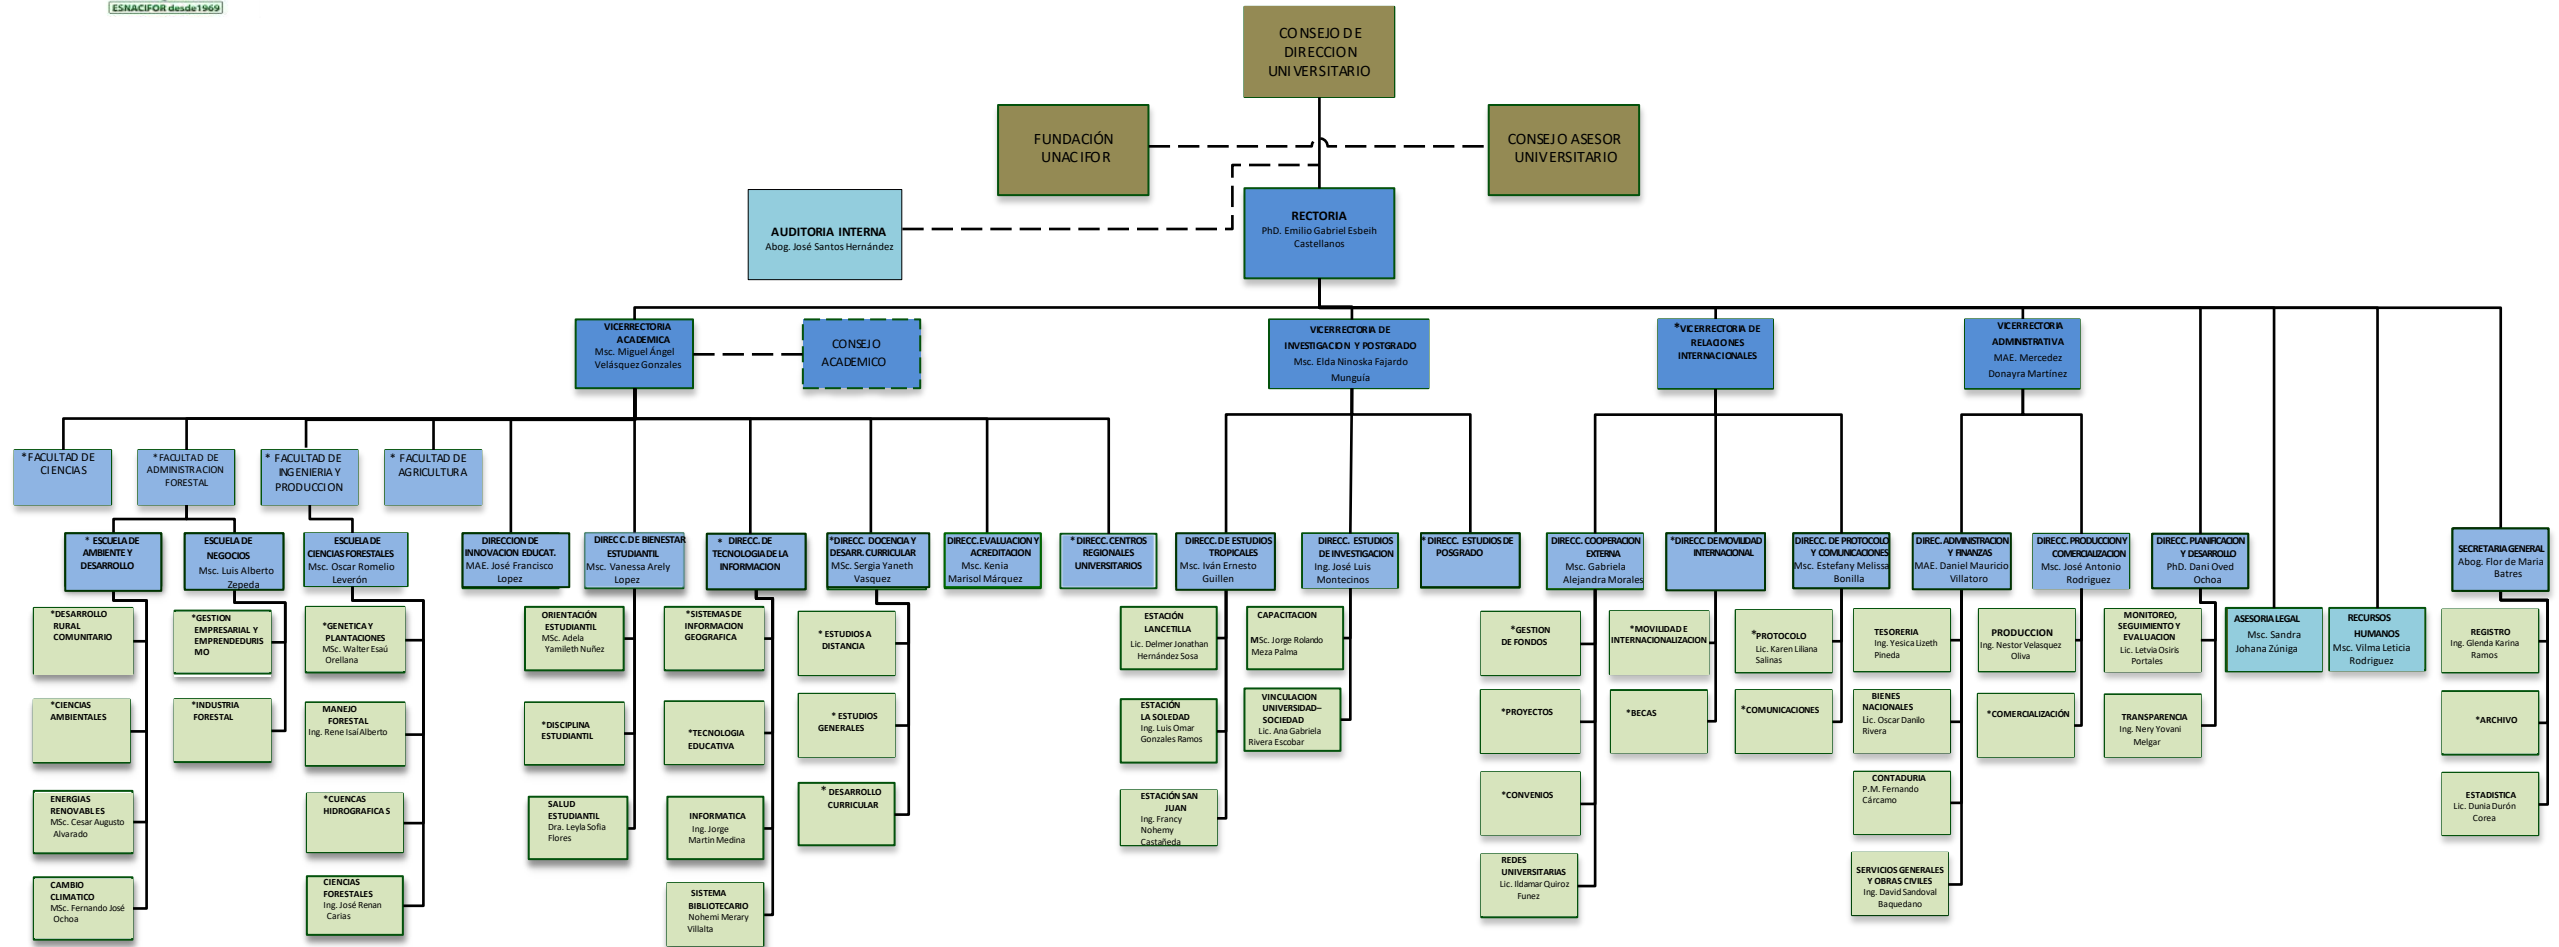 ESNACIFOR desde1969
CONSEJO DE
DIRECCION
UNIVERSITARIO
FUNDACIÓN
UNACIFOR
CONSEJO ASESOR
UNIVERSITARIO
AUDITORIA INTERNA
Abog. José Santos Hernández
RECTORIA
PhD. Emilio Gabriel Esbeih
Castellanos
VICERRECTORIA
ACADEMICA
Msc. Miguel Ángel
Velásquez Gonzales
CONSEJO
ACADEMICO
VICERRECTORIA DE
INVESTIGACION Y POSTGRADO
Msc. Elda Ninoska Fajardo
Munguía
*VICERRECTORIA DE
RELACIONES
INTERNACIONALES
VICERRECTORIA
ADMINISTRATIVA
MAE. Mercedez
Donayra Martínez
*FACULTAD DE
CIENCIAS
*FACULTAD DE
ADMINISTRACION
FORESTAL
* FACULTAD DE
INGENIERIA Y
PRODUCCION
* FACULTAD DE
AGRICULTURA
* ESCUELA DE
AMBIENTE Y
DESARROLLO
ESCUELA DE
NEGOCIOS
Msc. Luis Alberto
Zepeda
ESCUELA DE
CIENCIAS FORESTALES
Msc. Oscar Romelio
Leverón
DIRECCION DE
INNOVACION EDUCAT.
MAE. José Francisco
Lopez
DIREC. DE BIENESTAR
ESTUDIANTIL
Msc. Vanessa Arely
Lopez
* DIRECC. DE
TECNOLOGIA DE LA
INFORMACION
*DIRECC. DOCENCIA Y
DESARR. CURRICULAR
MSc. Sergia Yaneth
Vasquez
DIRECC. EVALUACION Y
ACREDITACION
Msc. Kenia
Marisol Márquez
* DIRECC. CENTROS
REGIONALES
UNIVERSITARIOS
DIRECC. DE ESTUDIOS
TROPICALES
Msc. Iván Ernesto
Guillen
DIRECC. ESTUDIOS
DE INVESTIGACION
Ing. José Luis
Montecinos
* DIRECC. ESTUDIOS DE
POSGRADO
DIRECC. COOPERACION
EXTERNA
Msc. Gabriela
Alejandra Morales
*DIRECC. DE MOVILIDAD
INTERNACIONAL
DIRECC. DE PROTOCOLO
Y COMUNICACIONES
Msc. Estefany Melissa
Bonilla
DIREC. ADMINISTRACION
Y FINANZAS
MAE. Daniel Mauricio
Villatoro
DIRECC. PRODUCCION Y
COMERCIALIZACION
Msc. José Antonio
Rodriguez
DIRECC. PLANIFICACION
Y DESARROLLO
PhD. Dani Oved
Ochoa
SECRETARIA GENERAL
Abog. Flor de Maria
Batres
*DESARROLLO
RURAL
COMUNITARIO
*GESTION
EMPRESARIAL Y
EMPRENDEDURIS
MO
*GENETICA Y
PLANTACIONES
MSc. Walter Esaú
Orellana
ORIENTACIÓN
ESTUDIANTIL
MSc. Adela
Yamileth Nuñez
*SISTEMAS DE
INFORMACION
GEOGRAFICA
* ESTUDIOS A
DISTANCIA
ESTACIÓN
LANCETILLA
Lic. Delmer Jonathan
Hernández Sosa
CAPACITACION
MSc. Jorge Rolando
Meza Palma
*GESTION
DE FONDOS
*MOVILIDAD E
INTERNACIONALIZACION
*PROTOCOLO
Lic. Karen Liliana
Salinas
TESORERIA
Ing. Yesica Lizeth
Pineda
PRODUCCION
Ing. Nestor Velasquez
Oliva
MONITOREO,
SEGUIMIENTO Y
EVALUACION
Lic. Letvia Osiris
Portales
ASESORIA LEGAL
Msc. Sandra
Johana Zúniga
RECURSOS
HUMANOS
Msc. Vilma Leticia
Rodriguez
REGISTRO
Ing. Glenda Karina
Ramos
*CIENCIAS
AMBIENTALES
*INDUSTRIA
FORESTAL
MANEJO
FORESTAL
Ing. Rene Isaí Alberto
*DISCIPLINA
ESTUDIANTIL
*TECNOLOGIA
EDUCATIVA
* ESTUDIOS
GENERALES
ESTACIÓN
LA SOLEDAD
Ing. Luis Omar
Gonzales Ramos
VINCULACION
UNIVERSIDAD–
SOCIEDAD
Lic. Ana Gabriela
Rivera Escobar
*PROYECTOS
*BECAS
*COMUNICACIONES
BIENES
NACIONALES
Lic. Oscar Danilo
Rivera
*COMERCIALIZACIÓN
TRANSPARENCIA
Ing. Nery Yovani
Melgar
*ARCHIVO
ENERGIAS
RENOVABLES
MSc. Cesar Augusto
Alvarado
*CUENCAS
HIDROGRAFICAS
SALUD
ESTUDIANTIL
Dra. Leyla Sofia
Flores
INFORMATICA
Ing. Jorge
Martin Medina
* DESARROLLO
CURRICULAR
ESTACIÓN SAN
JUAN
Ing. Francy
Nohemy
Castañeda
*CONVENIOS
CONTADURIA
P.M. Fernando
Cárcamo
ESTADISTICA
Lic. Dunia Durón
Corea
CAMBIO
CLIMATICO
MSc. Fernando José
Ochoa
CIENCIAS
FORESTALES
Ing. José Renan
Carias
SISTEMA
BIBLIOTECARIO
Nohemi Merary
Villalta
REDES
UNIVERSITARIAS
Lic. Ildamar Quiroz
Funez
SERVICIOS GENERALES
Y OBRAS CIVILES
Ing. David Sandoval
Baquedano